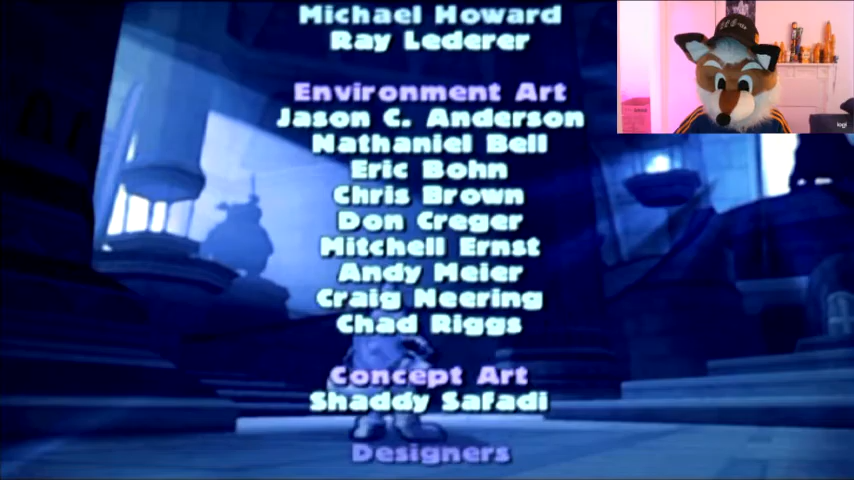 Michael Howard
Ray Lederer
Environment Art
Jason C. Anderson
Nathaniel Bell
Eric Bohn
Chris Brown
Don Creger
Mitchell Ernst
Andy Meier
Craig Neering
Chad Riggs
Concept Art
Shaddy Safadi
Designers
logi